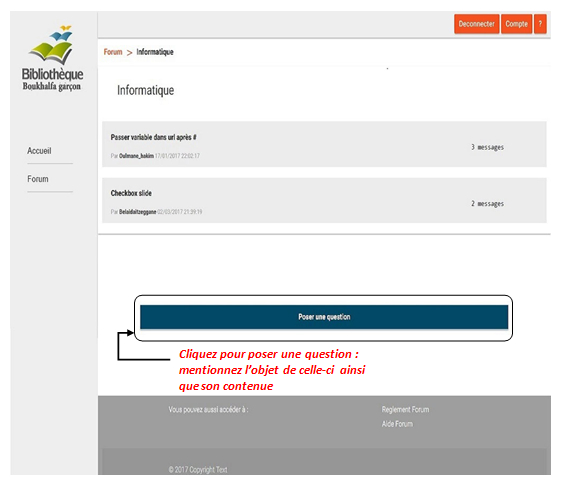 Deconnecter Compte ?
Bibliothèque
Boukhalfa garçon
Forum > Informatique
Informatique
Accueil
Forum
Passer variable dans url après #
Par Oulmane_hakim 17/01/2017 22:02:17
3 messages
Checkbox slide
Par Belaidaitzeggane 02/03/2017 21:39:19
2 messages
Poser une question
Cliquez pour poser une question :
mentionnez l’objet de celle-ci ainsi
que son contenue
Vous pouvez aussi accéder à :
Reglement Forum
Aide Forum
© 2017 Copyright Text